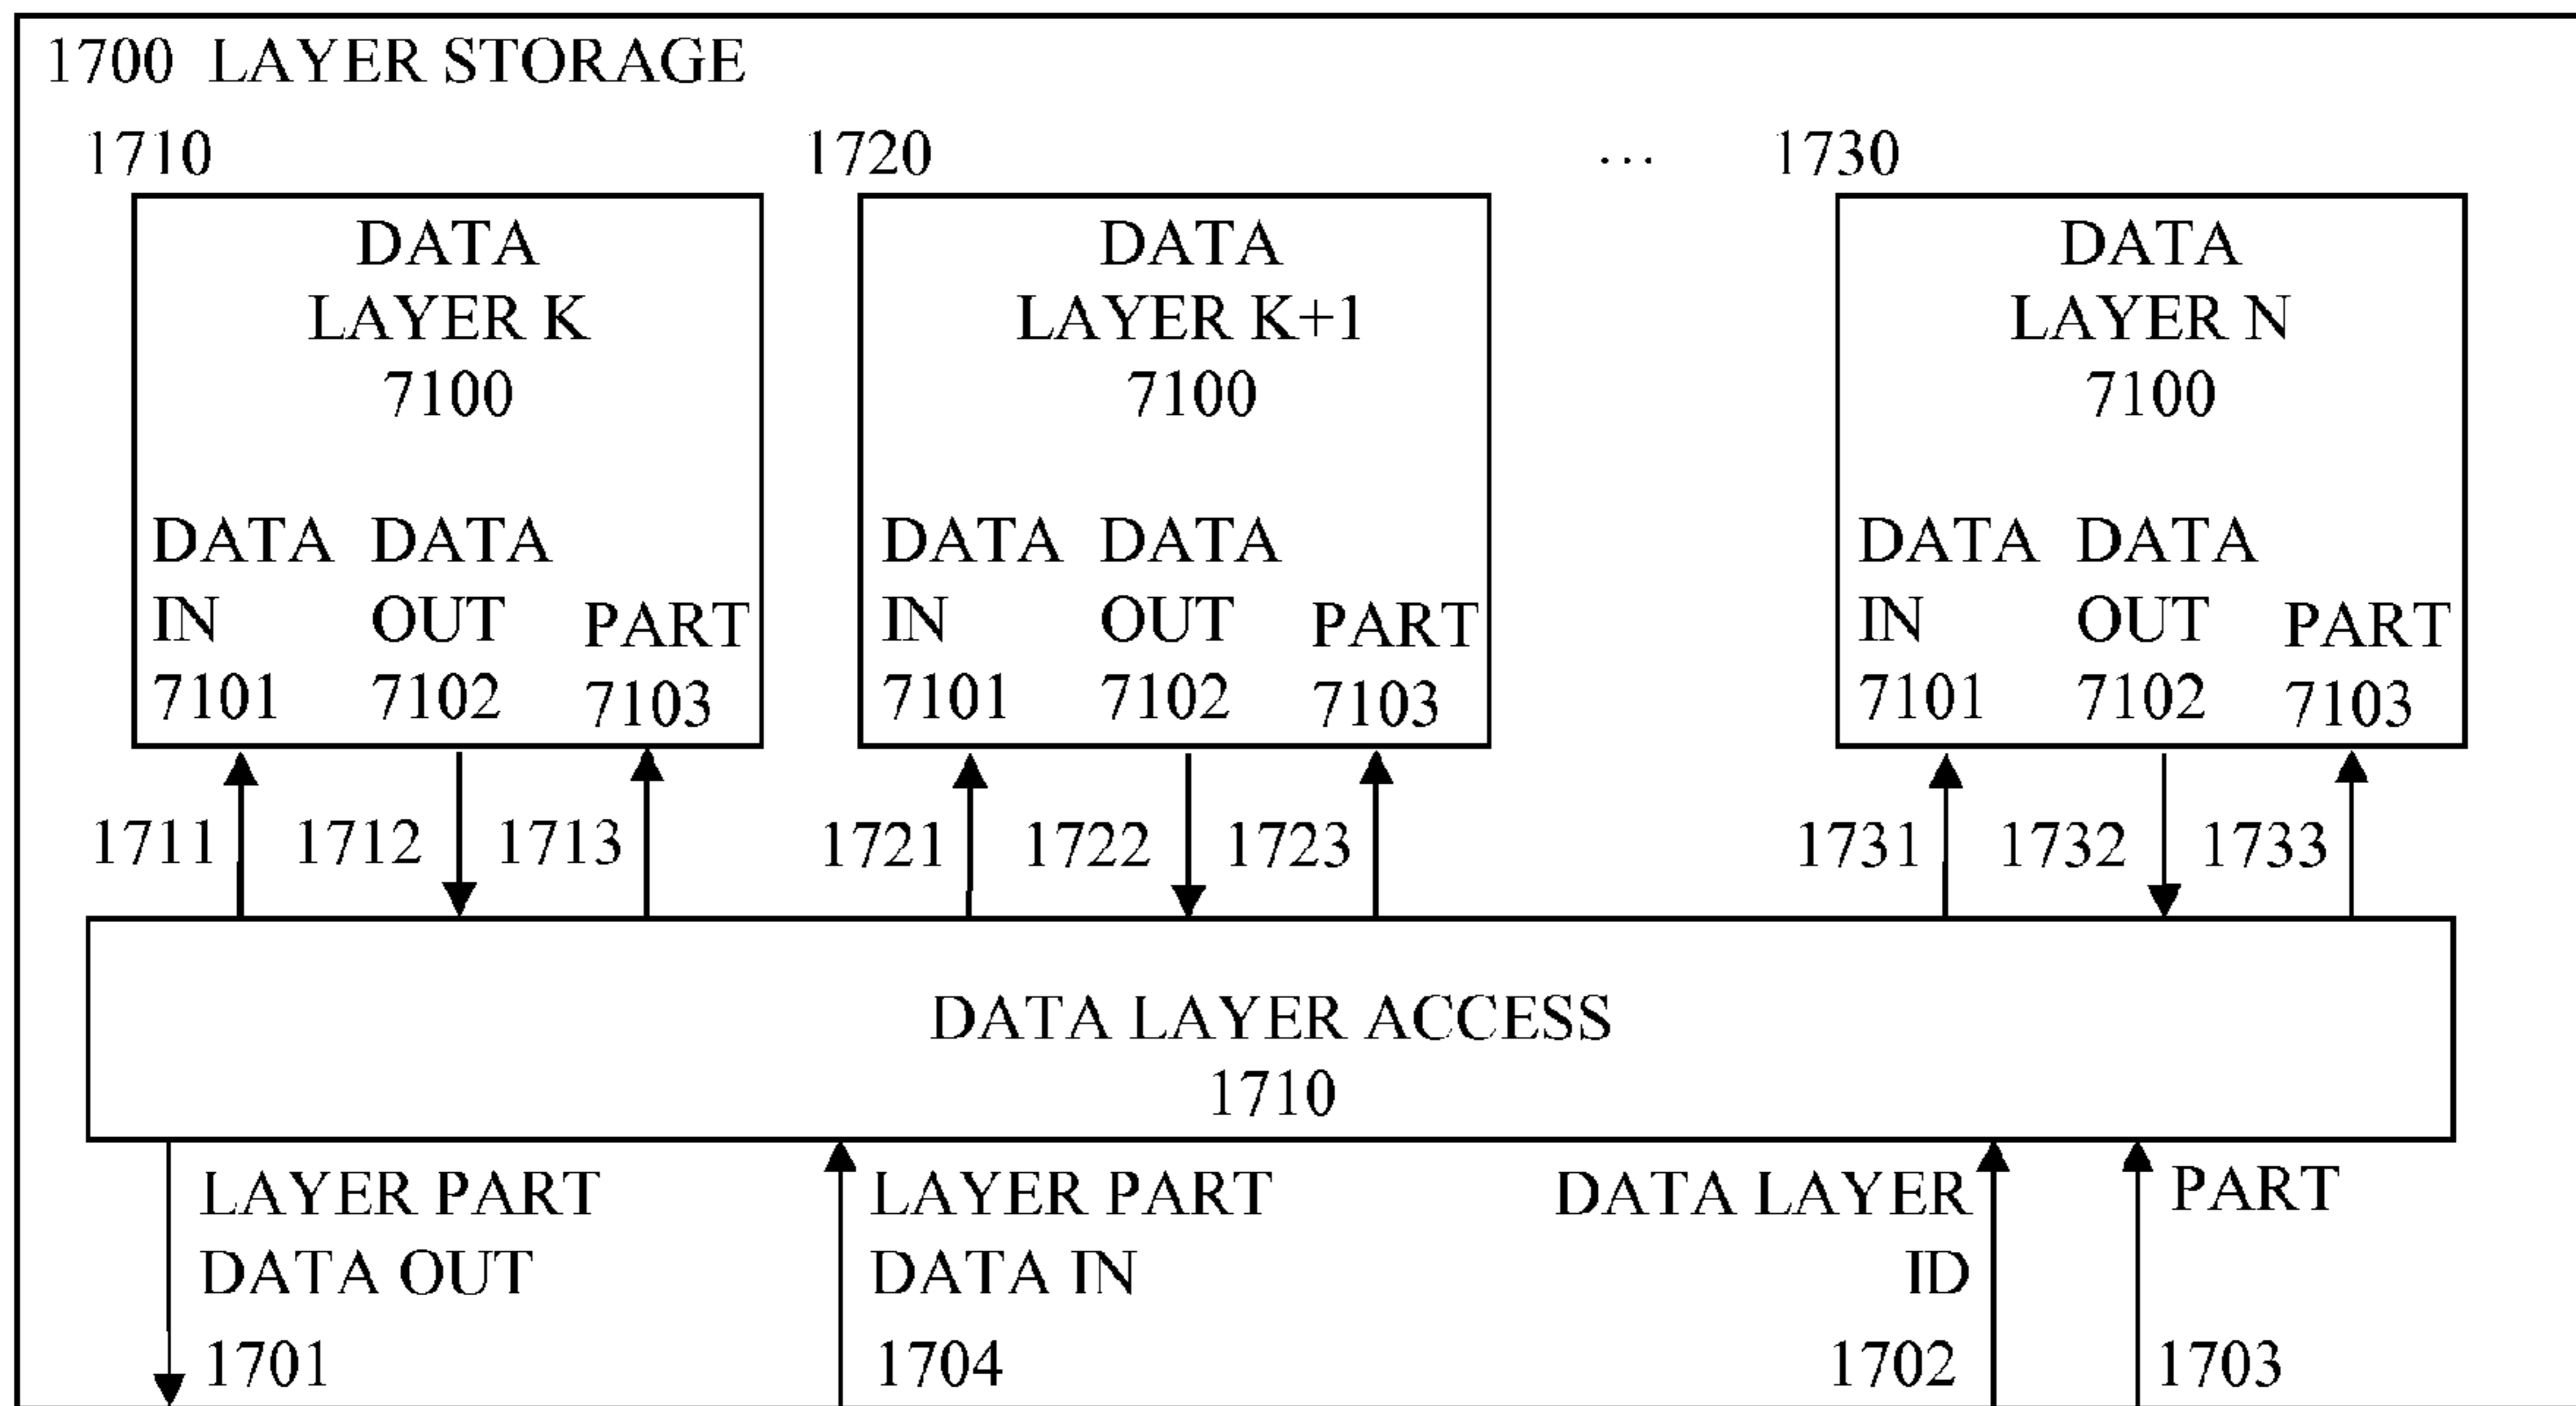 1700 LAYER STORAGE
1710 1720 ... 1730
DATA
LAYER K
7100
DATA DATA
IN OUT PART
7101 7102 7103
DATA
LAYER K+1
7100
DATA DATA
IN OUT PART
7101 7102 7103
DATA
LAYER N
7100
DATA DATA
IN OUT PART
7101 7102 7103
1711 1712 1713 1721 1722 1723 1731 1732 1733
DATA LAYER ACCESS
1710
LAYER PART
DATA OUT
1701
LAYER PART
DATA IN
1704
DATA LAYER
ID
1702
PART
1703